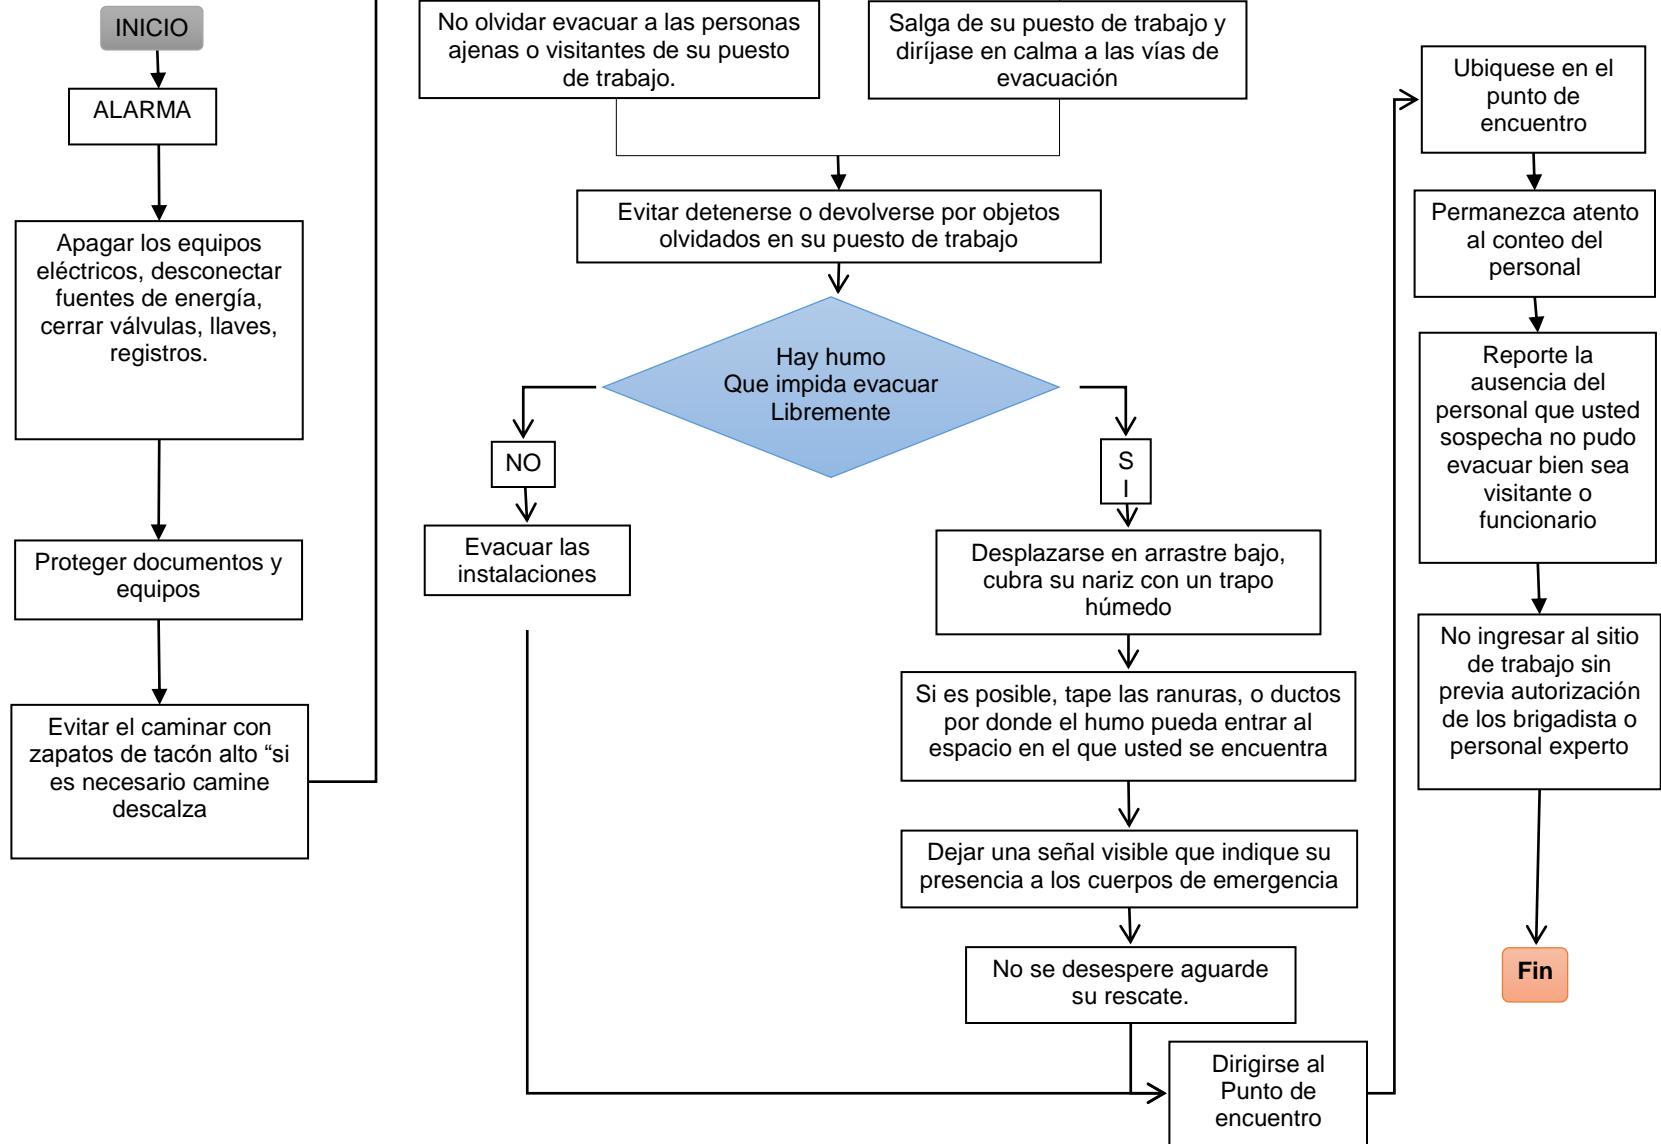 INICIO
ALARMA
Apagar los equipos
eléctricos, desconectar
fuentes de energía,
cerrar válvulas, llaves,
registros.
Proteger documentos y
equipos
Evitar el caminar con
zapatos de tacón alto “si
es necesario camine
descalza
No olvidar evacuar a las personas
ajenas o visitantes de su puesto
de trabajo.
Salga de su puesto de trabajo y
diríjase en calma a las vías de
evacuación
Evitar detenerse o devolverse por objetos
olvidados en su puesto de trabajo
Hay humo
Que impida evacuar
Libremente
NO
Evacuar las
instalaciones
S
I
Desplazarse en arrastre bajo,
cubra su nariz con un trapo
húmedo
Si es posible, tape las ranuras, o ductos
por donde el humo pueda entrar al
espacio en el que usted se encuentra
Dejar una señal visible que indique su
presencia a los cuerpos de emergencia
No se desespere aguarde
su rescate.
Dirigirse al
Punto de
encuentro
Ubiquese en el
punto de
encuentro
Permanezca atento
al conteo del
personal
Reporte la
ausencia del
personal que usted
sospecha no pudo
evacuar bien sea
visitante o
funcionario
No ingresar al sitio
de trabajo sin
previa autorización
de los brigadista o
personal experto
Fin